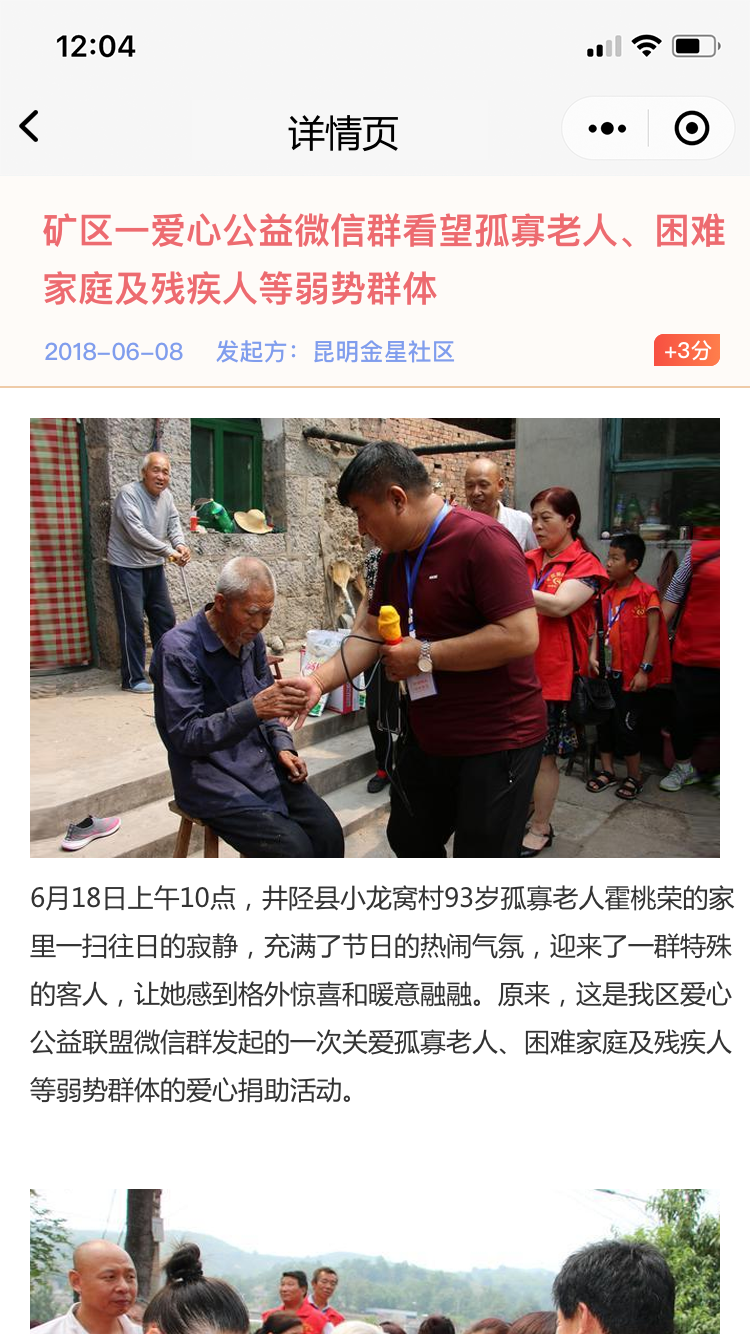 12:04
详情页
矿区一爱心公益微信群看望孤寡老人、困难
家庭及残疾人等弱势群体
2018-06-08 发起方：昆明金星社区
+3分
6月18日上午10点，井陉县小龙窝村93岁孤寡老人霍桃荣的家
里一扫往日的寂静，充满了节日的热闹气氛，迎来了一群特殊
的客人，让她感到格外惊喜和暖意融融。原来，这是我区爱心
公益联盟微信群发起的一次关爱孤寡老人、困难家庭及残疾人
等弱势群体的爱心捐助活动。